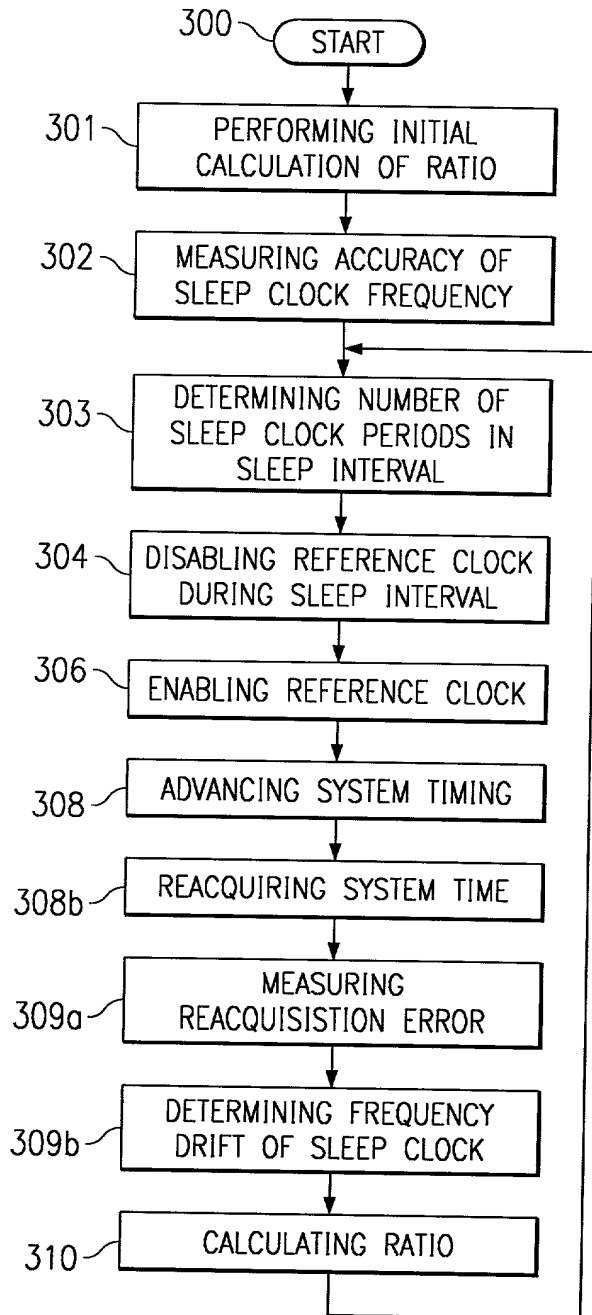 300
START
301
PERFORMING INITIAL
CALCULATION OF RATIO
302
MEASURING ACCURACY OF
SLEEP CLOCK FREQUENCY
303
DETERMINING NUMBER OF
SLEEP CLOCK PERIODS IN
SLEEP INTERVAL
304
DISABLING REFERENCE CLOCK
DURING SLEEP INTERVAL
306
ENABLING REFERENCE CLOCK
308
ADVANCING SYSTEM TIMING
308b
REACQUIRING SYSTEM TIME
309a
MEASURING
REACQUISISTION ERROR
309b
DETERMINING FREQUENCY
DRIFT OF SLEEP CLOCK
310
CALCULATING RATIO